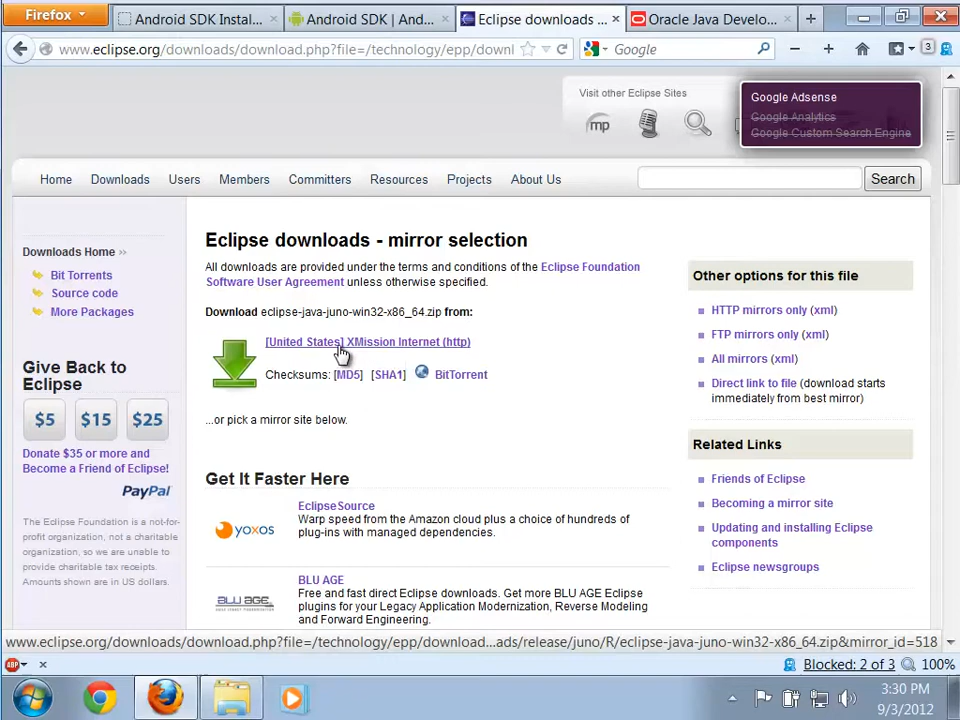 Firefox
Android SDK Instal...
Android SDK | And...
Eclipse downloads ...
Oracle Java Develo...
www.eclipse.org/downloads/download.php?file=/technology/epp/downl
Google
3
Visit other Eclipse Sites
mp
Google Adsense
Google Analytics
Google Custom Search Engine
Home
Downloads
Users
Members
Committers
Resources
Projects
About Us
Search
Downloads Home >>
Bit Torrents
Source code
More Packages
Give Back to
Eclipse
$5
$15
$25
Donate $35 or more and
Become a Friend of Eclipse!
PayPal
The Eclipse Foundation is a not-for-
profit organization, not a charitable
organization, so we are unable to
provide charitable tax receipts.
Amounts shown are in US dollars.
Eclipse downloads - mirror selection
All downloads are provided under the terms and conditions of the Eclipse Foundation
Software User Agreement unless otherwise specified.
Download eclipse-java-juno-win32-x86_64.zip from:
[United States] XMission Internet (http)
Checksums: [MD5] [SHA1] BitTorrent
...or pick a mirror site below.
Get It Faster Here
EclipseSource
Warp speed from the Amazon cloud plus a choice of hundreds of
plug-ins with managed dependencies.
yoxos
BLU AGE
Free and fast direct Eclipse downloads. Get more BLU AGE Eclipse
plugins for your Legacy Application Modernization, Reverse Modeling
and Forward Engineering.
BLU AGE
Other options for this file
HTTP mirrors only (xml)
FTP mirrors only (xml)
All mirrors (xml)
Direct link to file (download starts
immediately from best mirror)
Related Links
Friends of Eclipse
Becoming a mirror site
Updating and installing Eclipse
components
Eclipse newsgroups
www.eclipse.org/downloads/download.php?file=/technology/epp/download...ads/release/juno/R/eclipse-java-juno-win32-x86_64.zip&mirror_id=518
ABP
Blocked: 2 of 3
100%
3:30 PM
9/3/2012